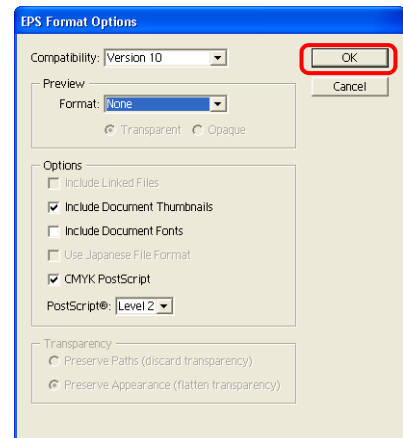 EPS Format Options
Compatibility: Version 10
OK
Preview
Cancel
Format: None
Transparent Opaque
Options
Include Linked Files
Include Document Thumbnails
Include Document Fonts
Use Japanese File Format
CMYK PostScript
PostScript®: Level 2
Transparency
Preserve Paths (discard transparency)
Preserve Appearance (flatten transparency)